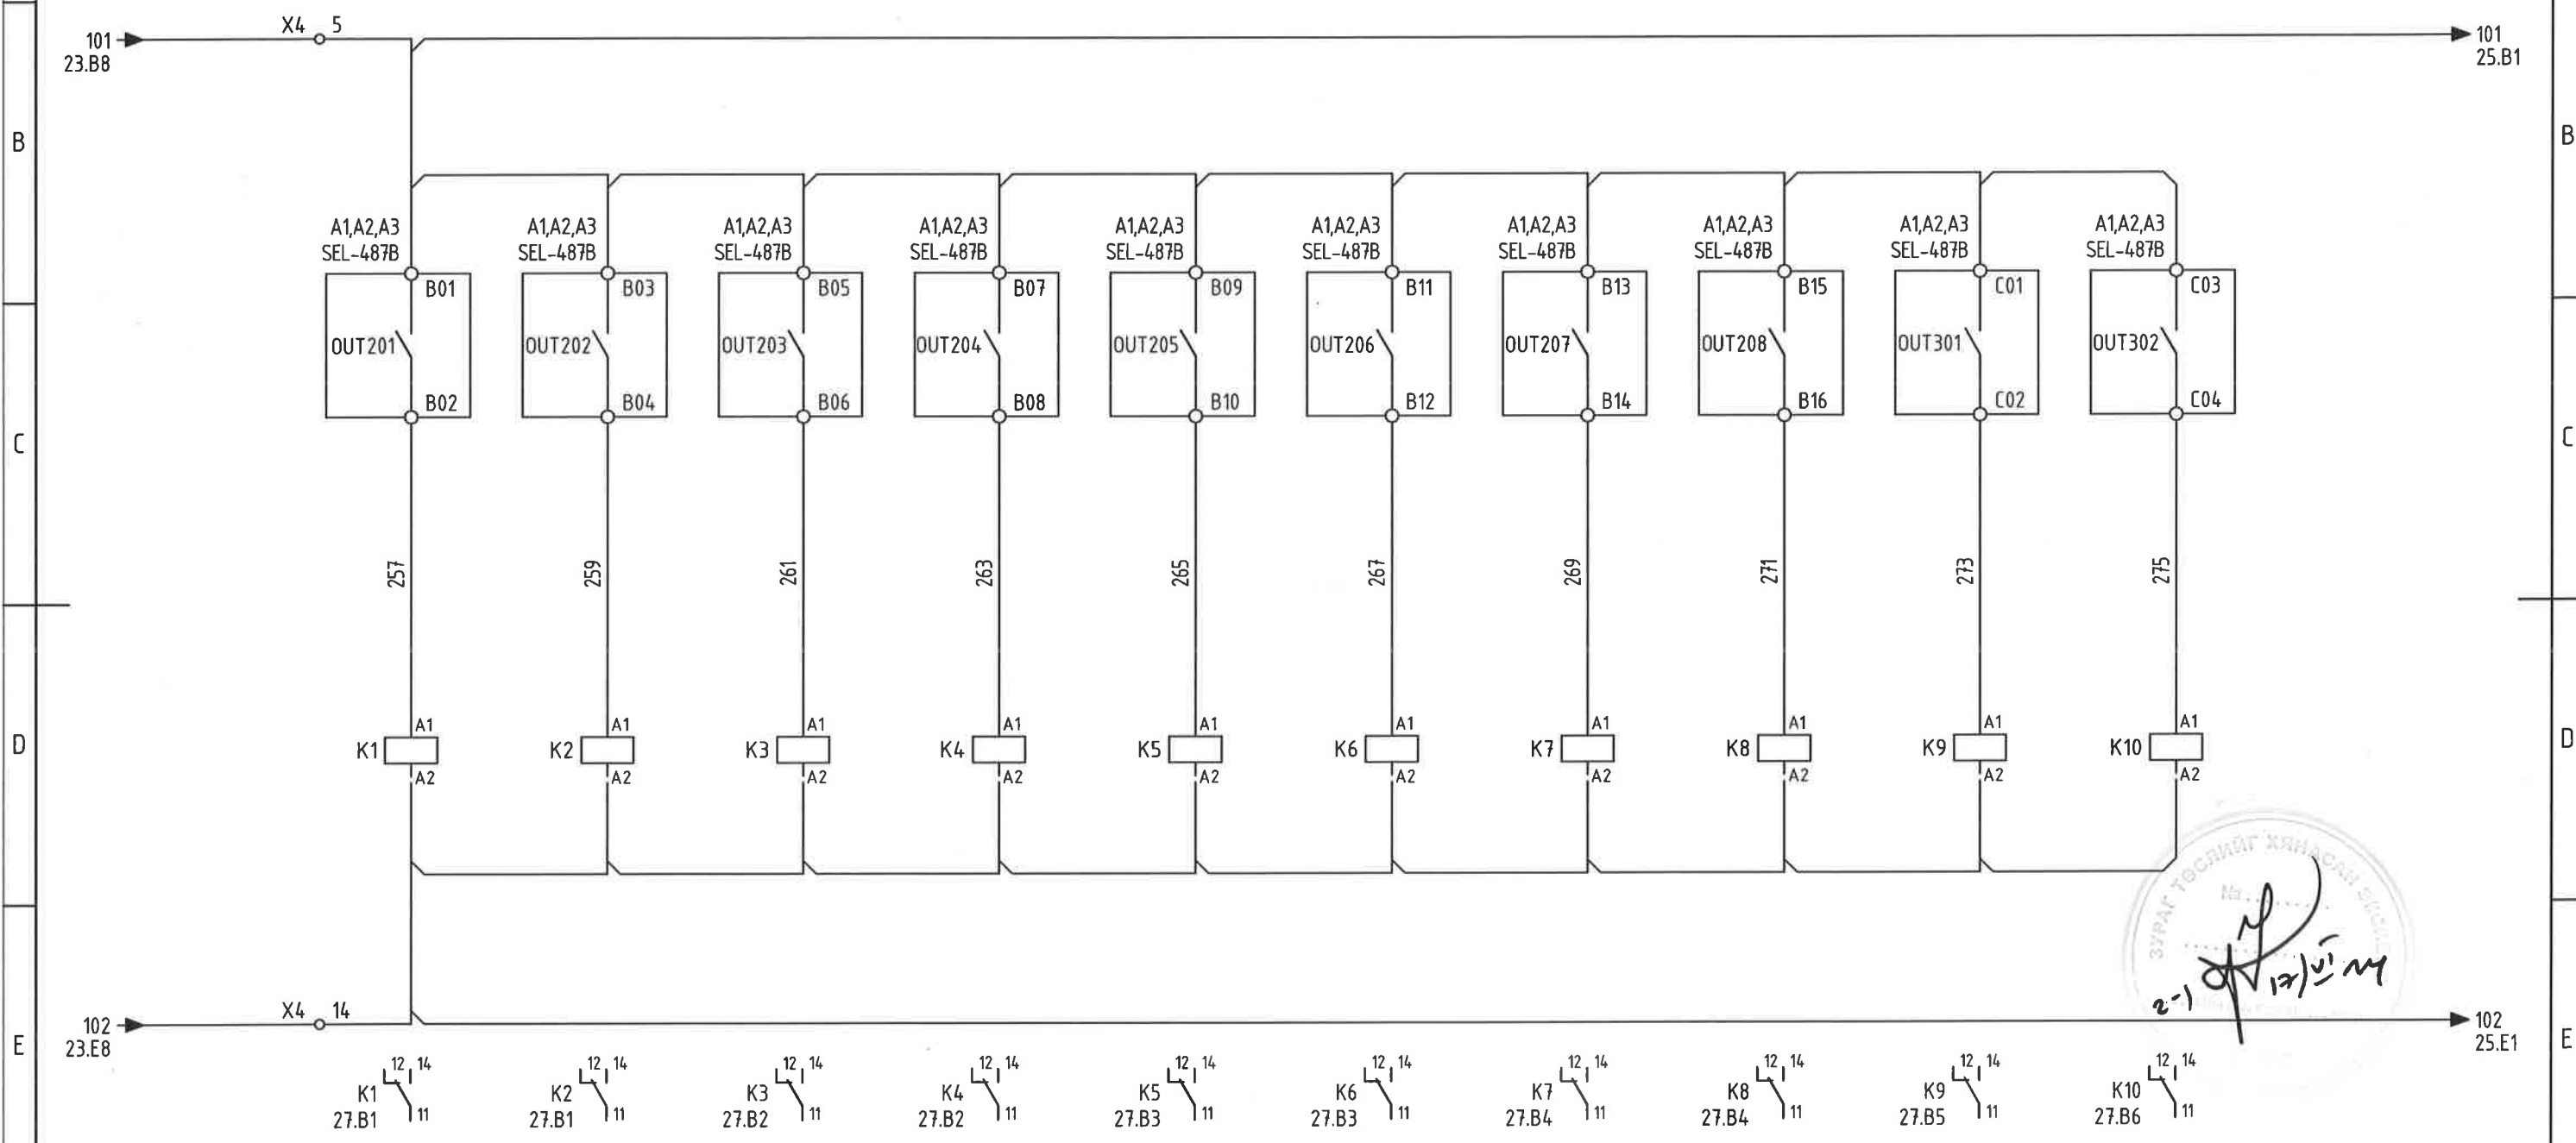 X4 5
101
23.B8
101
25.B1
B
B
A1,A2,A3 A1,A2,A3 A1,A2,A3 A1,A2,A3 A1,A2,A3 A1,A2,A3 A1,A2,A3 A1,A2,A3 A1,A2,A3 A1,A2,A3
SEL-487B SEL-487B SEL-487B SEL-487B SEL-487B SEL-487B SEL-487B SEL-487B SEL-487B SEL-487B
B01 B03 B05 B07 B09 B11 B13 B15 C01 C03
OUT201 OUT202 OUT203 OUT204 OUT205 OUT206 OUT207 OUT208 OUT301 OUT302
B02 B04 B06 B08 B10 B12 B14 B16 C02 C04
C
C
257 259 261 263 265 267 269 271 273 275
A1 A1 A1 A1 A1 A1 A1 A1 A1 A1
D K1 K2 K3 K4 K5 K6 K7 K8 K9 K10 D
A2 A2 A2 A2 A2 A2 A2 A2 A2 A2
ЗУРАГ ТӨСЛИЙГ ХЯНАСАН
№
2-1
17/VI
X4 14
102
23.E8
102
25.E1
E
E
12 14 12 14 12 14 12 14 12 14 12 14 12 14 12 14 12 14 12 14
K1 K2 K3 K4 K5 K6 K7 K8 K9 K10
11 11 11 11 11 11 11 11 11 11
27.B1 27.B1 27.B2 27.B2 27.B3 27.B3 27.B4 27.B4 27.B5 27.B6